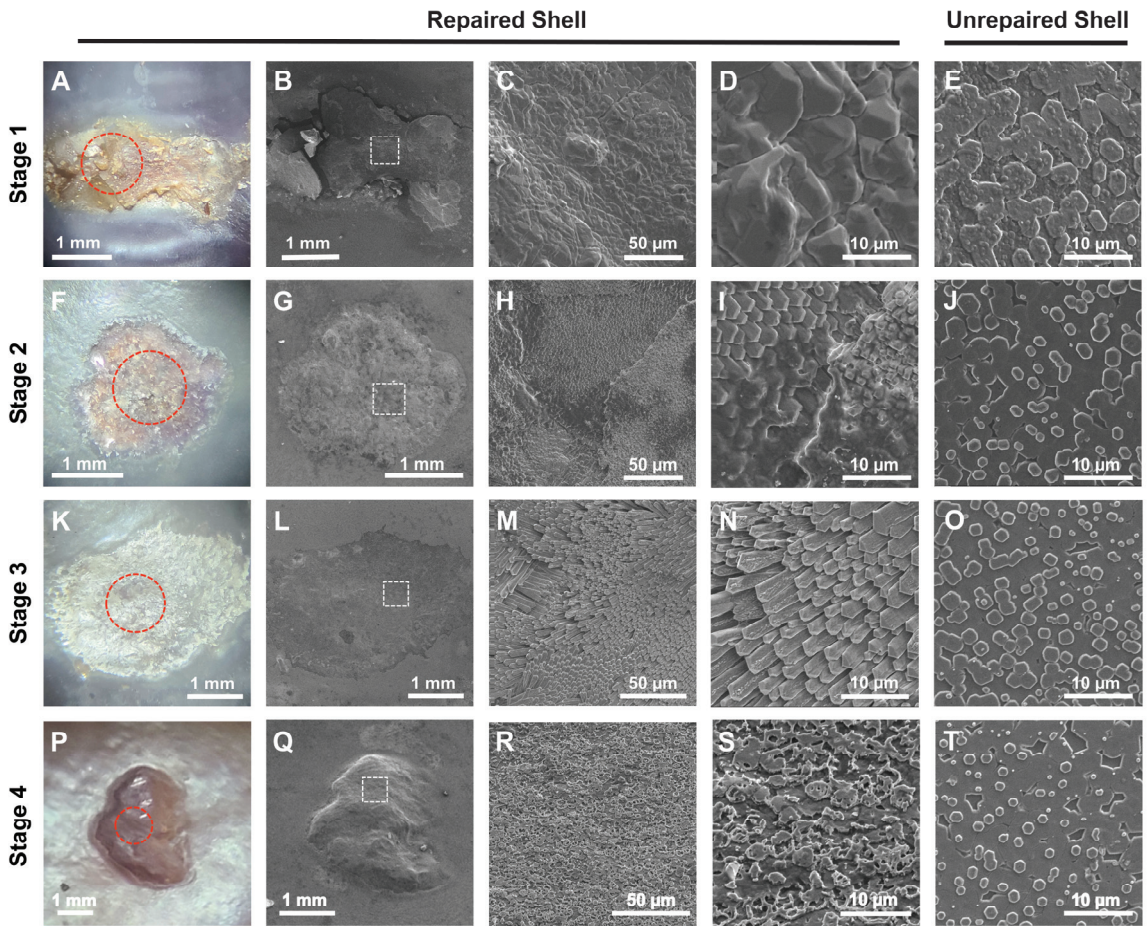 Repaired Shell
Unrepaired Shell
Stage 1
A
1 mm
B
1 mm
C
50 µm
D
10 µm
E
10 µm
Stage 2
F
1 mm
G
1 mm
H
50 µm
I
10 µm
J
10 µm
Stage 3
K
1 mm
L
1 mm
M
50 µm
N
10 µm
O
10 µm
Stage 4
P
1 mm
Q
1 mm
R
50 µm
S
10 µm
T
10 µm